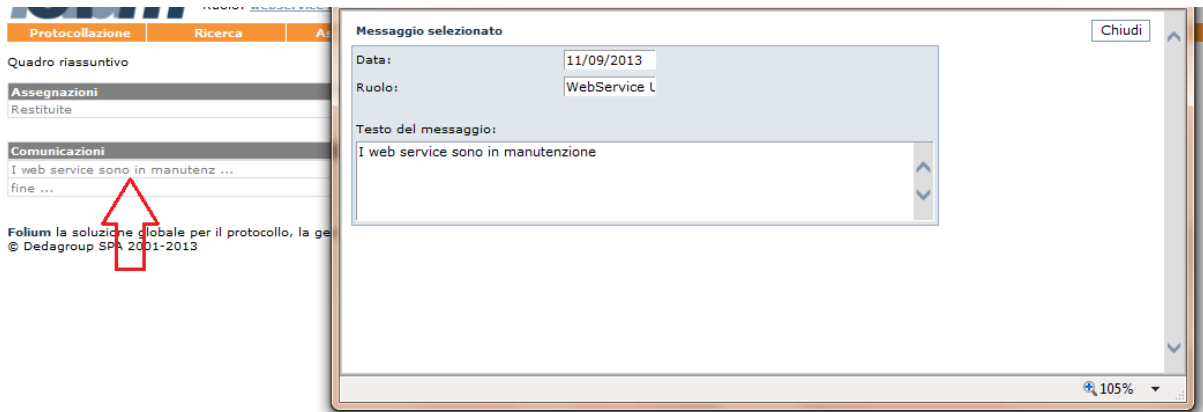 Protocollazione Ricerca
Quadro riassuntivo
Assegnazioni
Restituite
Comunicazioni
I web service sono in manutenz ...
fine ...
Folium la soluzione globale per il protocollo, la ge
© Dedagroup SPA 2001-2013
Messaggio selezionato
Chiudi
Data: 11/09/2013
Ruolo: WebService U
Testo del messaggio:
I web service sono in manutenzione
105%